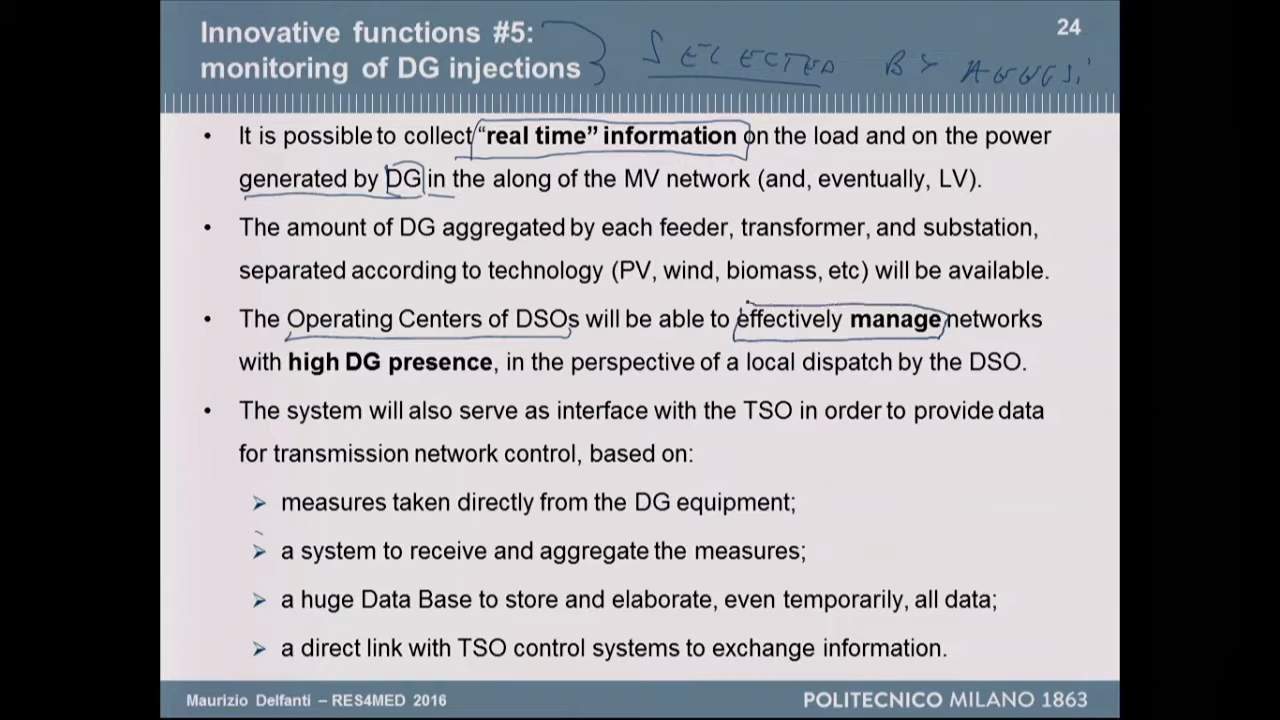 Innovative functions #5:
monitoring of DG injections
24
SELECTED BY
• It is possible to collect “real time” information on the load and on the power
generated by DG in the along of the MV network (and, eventually, LV).
• The amount of DG aggregated by each feeder, transformer, and substation,
separated according to technology (PV, wind, biomass, etc) will be available.
• The Operating Centers of DSOs will be able to effectively manage networks
with high DG presence, in the perspective of a local dispatch by the DSO.
• The system will also serve as interface with the TSO in order to provide data
for transmission network control, based on:
➢ measures taken directly from the DG equipment;
➢ a system to receive and aggregate the measures;
➢ a huge Data Base to store and elaborate, even temporarily, all data;
➢ a direct link with TSO control systems to exchange information.
Maurizio Delfanti – RES4MED 2016
POLITECNICO MILANO 1863